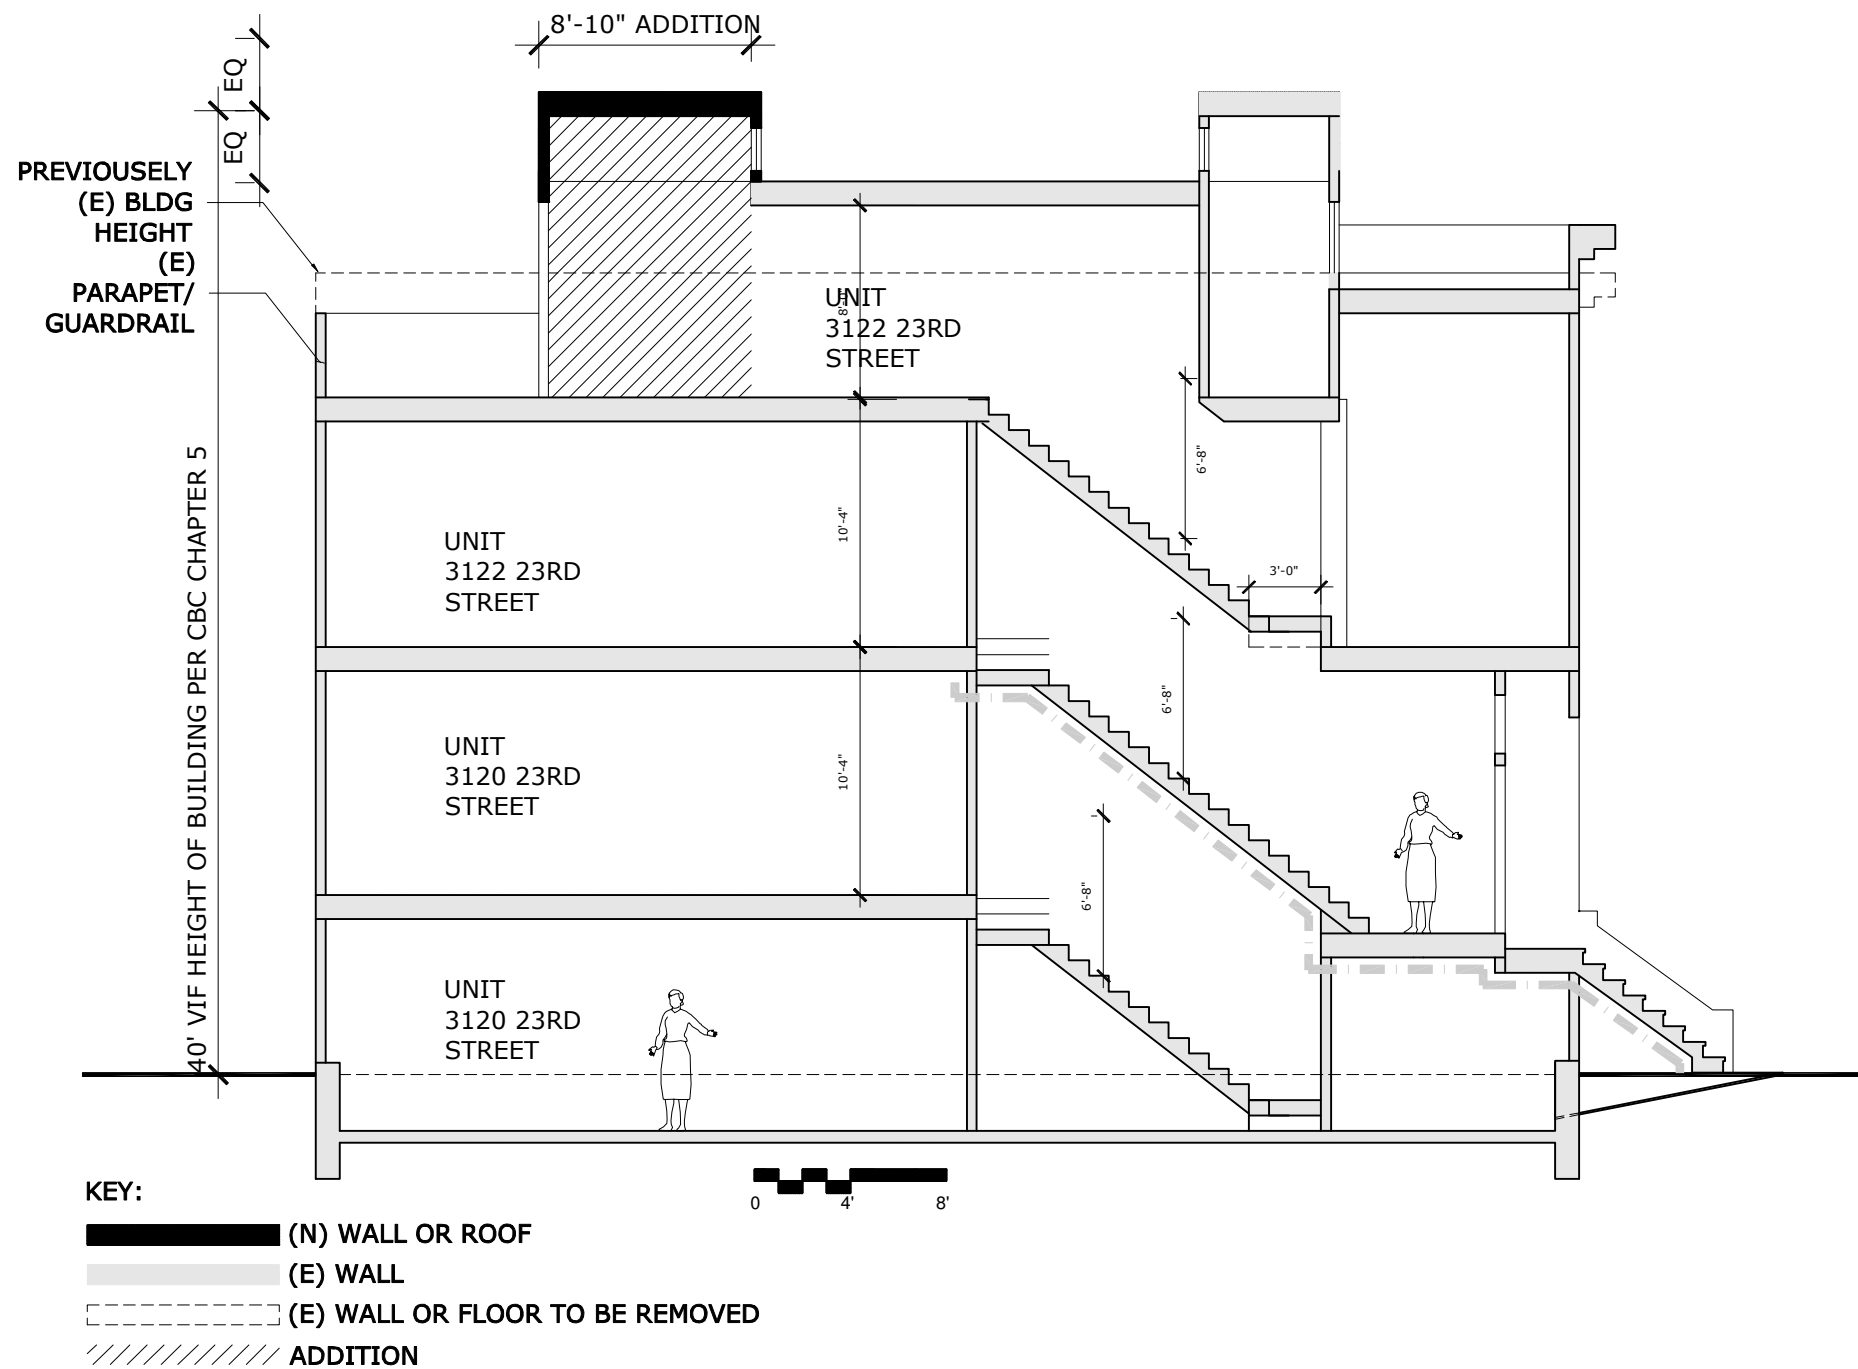 8'-10" ADDITION
EQ
EQ
PREVIOUSELY
(E) BLDG
HEIGHT
(E)
PARAPET/
GUARDRAIL
40' VIF HEIGHT OF BUILDING PER CBC CHAPTER 5
UNIT
3122 23RD
STREET
6'-8"
10'-4"
UNIT
3122 23RD
STREET
3'-0"
6'-8"
UNIT
3120 23RD
STREET
10'-4"
6'-8"
UNIT
3120 23RD
STREET
0 4' 8'
KEY:
(N) WALL OR ROOF
(E) WALL
(E) WALL OR FLOOR TO BE REMOVED
ADDITION